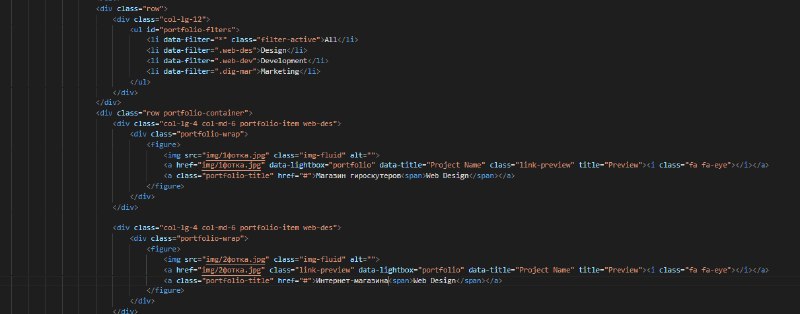 <div class="row">
<div class="col-lg-12">
<ul id="portfolio-flters">
<li data-filter="*" class="filter-active">All</li>
<li data-filter=".web-des">Design</li>
<li data-filter=".web-dev">Development</li>
<li data-filter=".dig-mar">Marketing</li>
</ul>
</div>
</div>
<div class="row portfolio-container">
<div class="col-lg-4 col-md-6 portfolio-item web-des">
<div class="portfolio-wrap">
<figure>
<img src="img/1фотка.jpg" class="img-fluid" alt="">
<a href="img/1фотка.jpg" data-lightbox="portfolio" data-title="Project Name" class="link-preview" title="Preview"><i class="fa fa-eye"></i></a>
<a class="portfolio-title" href="#">Магазин гироскутеров<span>Web Design</span></a>
</figure>
</div>
</div>
<div class="col-lg-4 col-md-6 portfolio-item web-des">
<div class="portfolio-wrap">
<figure>
<img src="img/2фотка.jpg" class="img-fluid" alt="">
<a href="img/2фотка.jpg" class="link-preview" data-lightbox="portfolio" data-title="Project Name" title="Preview"><i class="fa fa-eye"></i></a>
<a class="portfolio-title" href="#">Интернет-магазина<span>Web Design</span></a>
</figure>
</div>
</div>